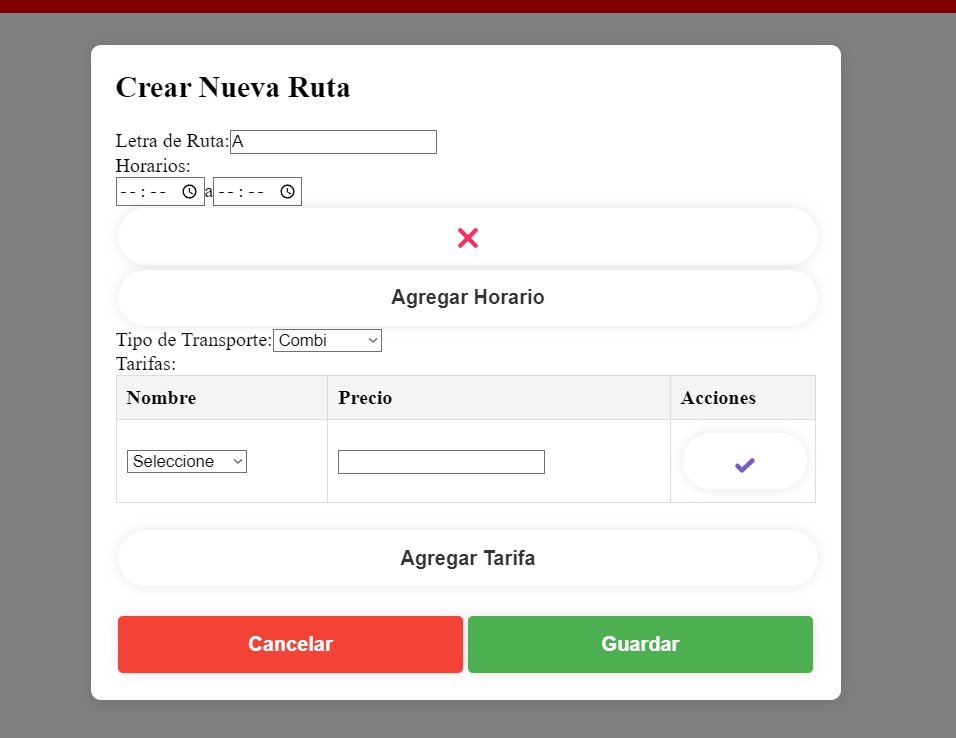 Crear Nueva Ruta
Letra de Ruta: A
Horarios:
--:-- a --:--
Agregar Horario
Tipo de Transporte: Combi
Tarifas:
Nombre Precio Acciones
Seleccione
Agregar Tarifa
Cancelar Guardar